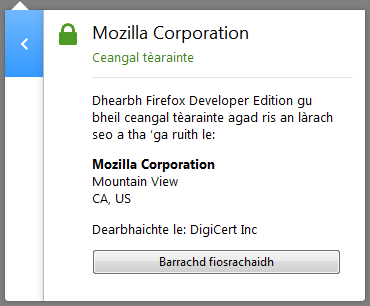 Mozilla Corporation
Ceangal tèarainte
Dhearbh Firefox Developer Edition gu
bheil ceangal tèarainte agad ris an làrach
seo a tha ’ga ruith le:
Mozilla Corporation
Mountain View
CA, US
Dearbhaichte le: DigiCert Inc
Barrachd fiosrachaidh